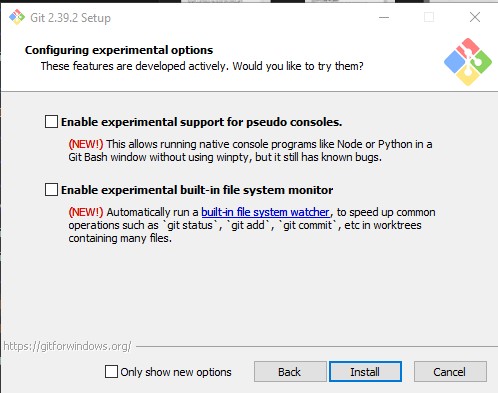 Git 2.39.2 Setup
Configuring experimental options
These features are developed actively. Would you like to try them?
Enable experimental support for pseudo consoles.
(NEW!) This allows running native console programs like Node or Python in a
Git Bash window without using winpty, but it still has known bugs.
Enable experimental built-in file system monitor
(NEW!) Automatically run a built-in file system watcher, to speed up common
operations such as `git status`, `git add`, `git commit`, etc in worktrees
containing many files.
https://gitforwindows.org/
Only show new options
Back
Install
Cancel